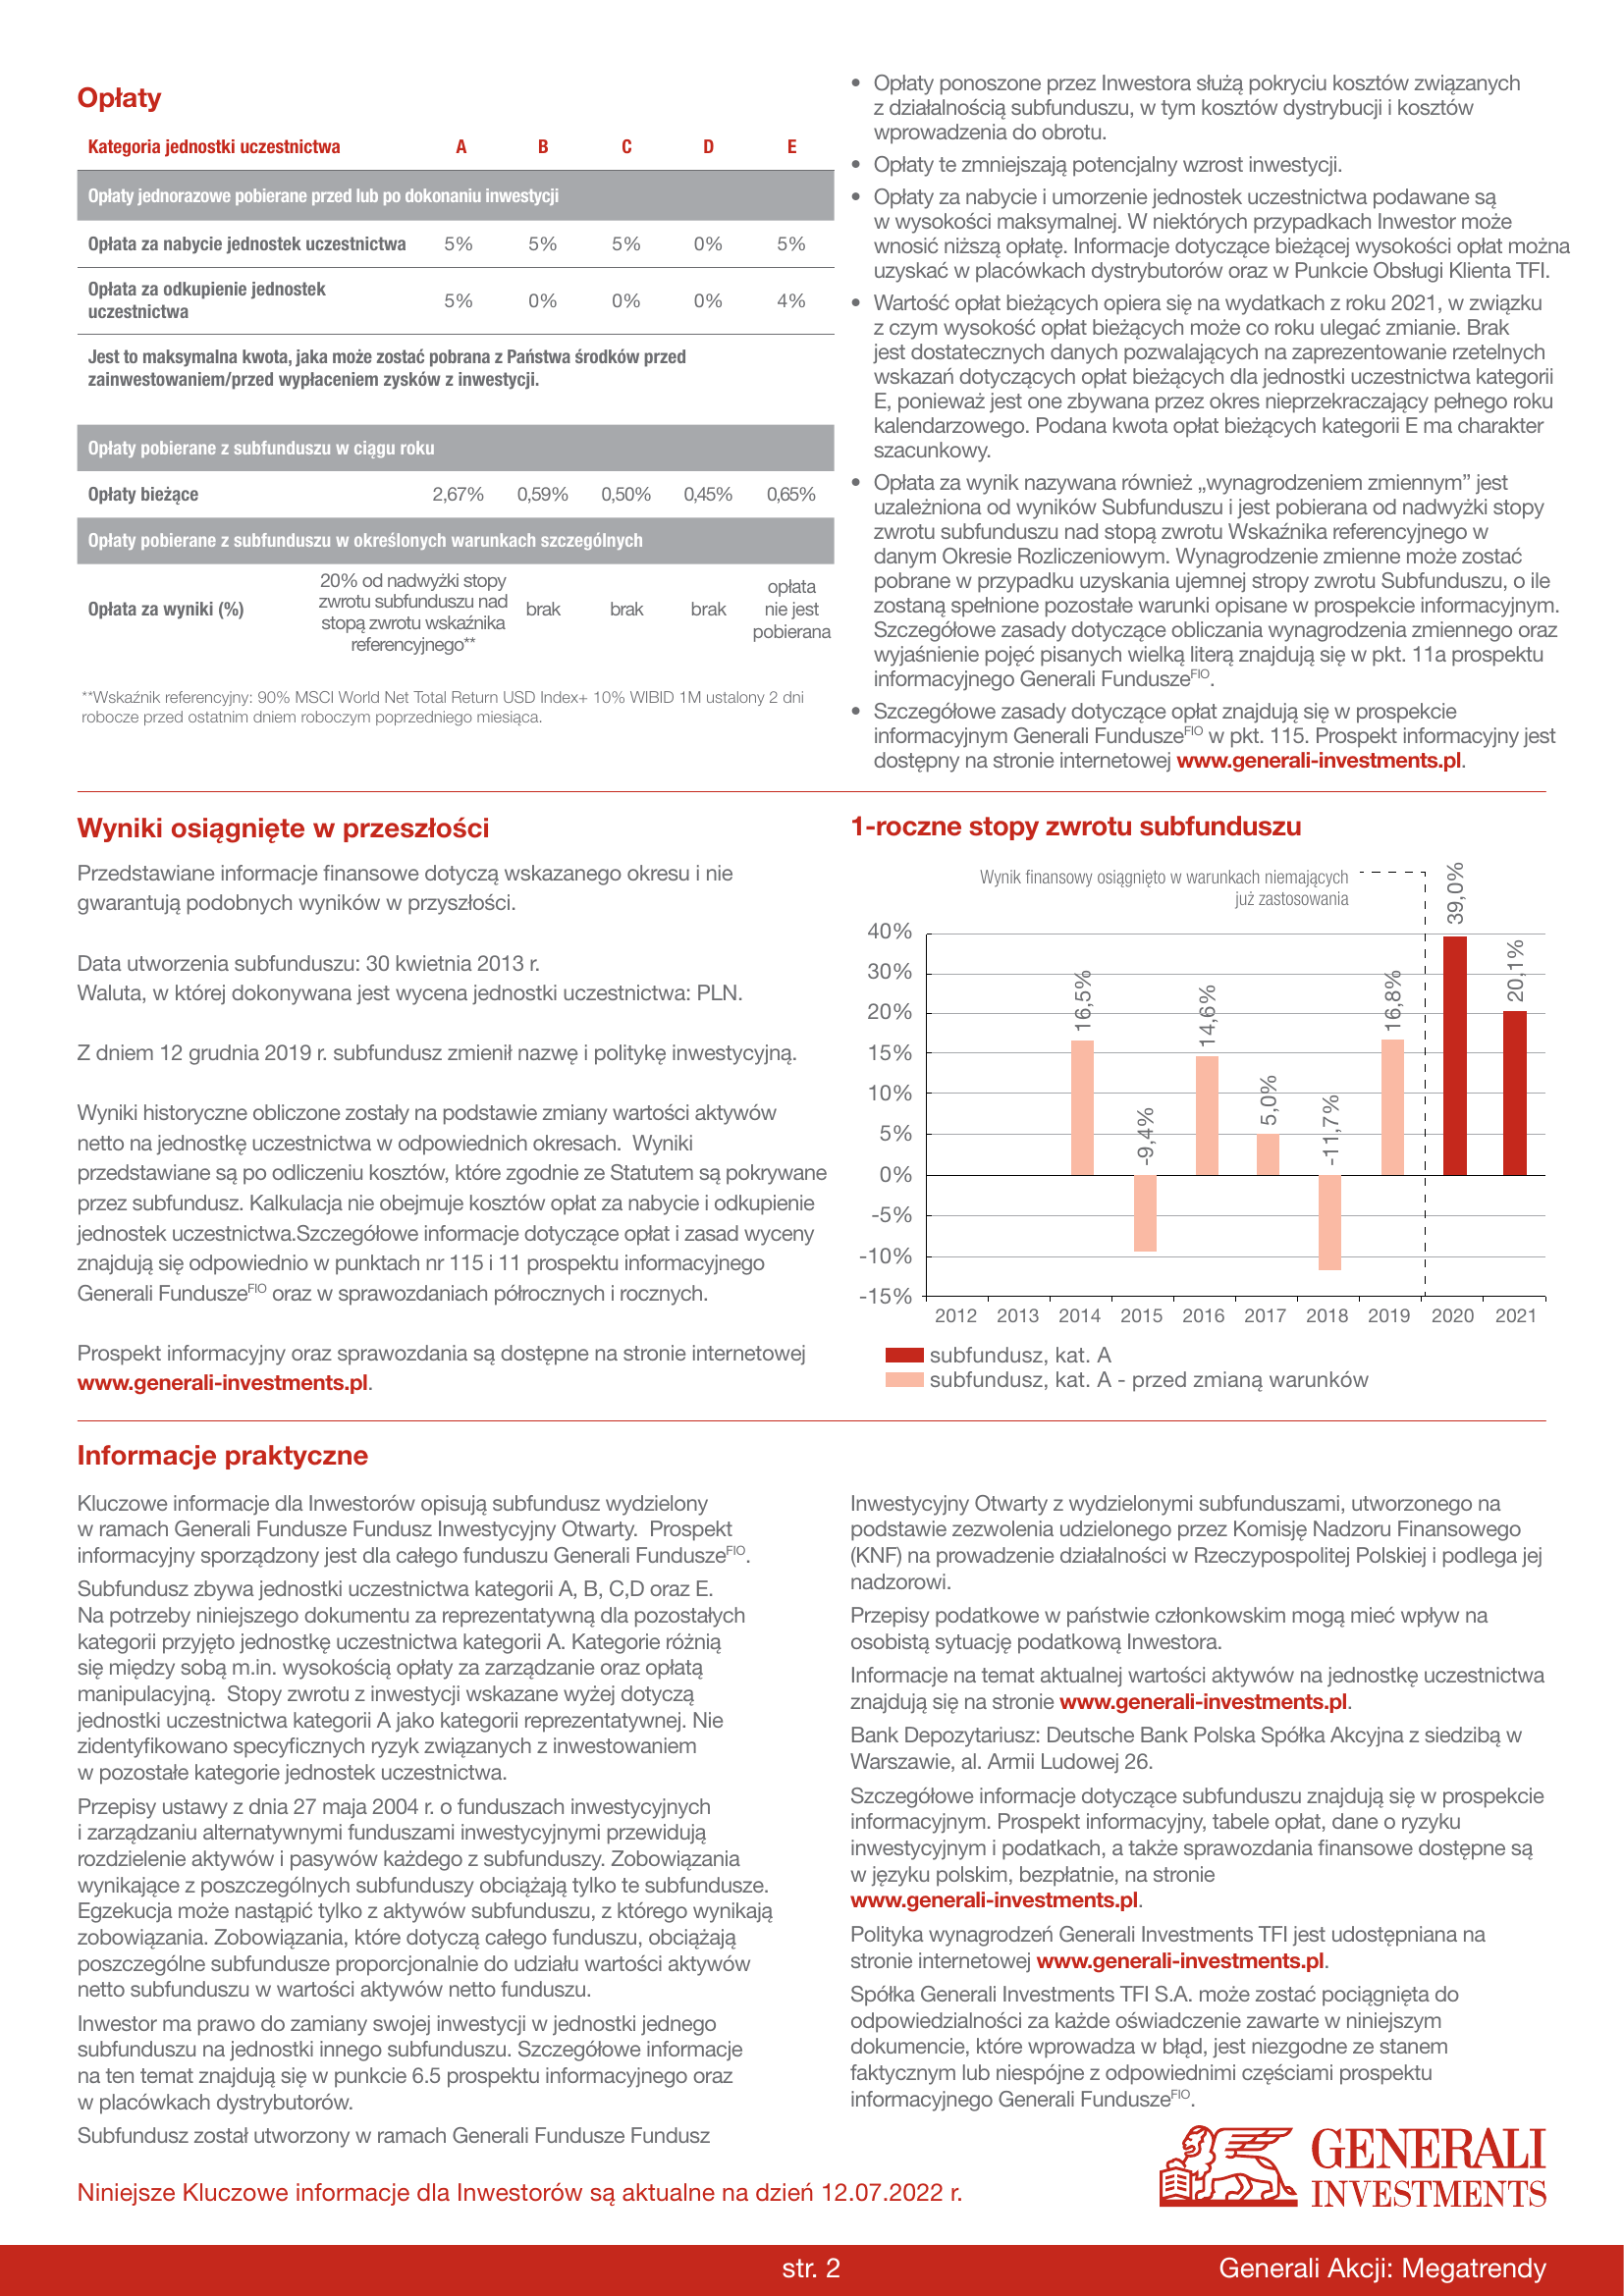 Opłaty
Kategoria jednostki uczestnictwa A B C D E
Opłaty jednorazowe pobierane przed lub po dokonaniu inwestycji
Opłata za nabycie jednostek uczestnictwa 5% 5% 5% 0% 5%
Opłata za odkupienie jednostek
uczestnictwa 5% 0% 0% 0% 4%
Jest to maksymalna kwota, jaka może zostać pobrana z Państwa środków przed
zainwestowaniem/przed wypłaceniem zysków z inwestycji.
Opłaty pobierane z subfunduszu w ciągu roku
Opłaty bieżące 2,67% 0,59% 0,50% 0,45% 0,65%
Opłaty pobierane z subfunduszu w określonych warunkach szczególnych
Opłata za wyniki (%)
20% od nadwyżki stopy
zwrotu subfunduszu nad
stopą zwrotu wskaźnika
referencyjnego**
brak brak brak
opłata
nie jest
pobierana
**Wskaźnik referencyjny: 90% MSCI World Net Total Return USD Index+ 10% WIBID 1M ustalony 2 dni
robocze przed ostatnim dniem roboczym poprzedniego miesiąca.
• Opłaty ponoszone przez Inwestora służą pokryciu kosztów związanych
z działalnością subfunduszu, w tym kosztów dystrybucji i kosztów
wprowadzenia do obrotu.
• Opłaty te zmniejszają potencjalny wzrost inwestycji.
• Opłaty za nabycie i umorzenie jednostek uczestnictwa podawane są
w wysokości maksymalnej. W niektórych przypadkach Inwestor może
wnosić niższą opłatę. Informacje dotyczące bieżącej wysokości opłat można
uzyskać w placówkach dystrybutorów oraz w Punkcie Obsługi Klienta TFI.
• Wartość opłat bieżących opiera się na wydatkach z roku 2021, w związku
z czym wysokość opłat bieżących może co roku ulegać zmianie. Brak
jest dostatecznych danych pozwalających na zaprezentowanie rzetelnych
wskazań dotyczących opłat bieżących dla jednostki uczestnictwa kategorii
E, ponieważ jest one zbywana przez okres nieprzekraczający pełnego roku
kalendarzowego. Podana kwota opłat bieżących kategorii E ma charakter
szacunkowy.
• Opłata za wynik nazywana również „wynagrodzeniem zmiennym” jest
uzależniona od wyników Subfunduszu i jest pobierana od nadwyżki stopy
zwrotu subfunduszu nad stopą zwrotu Wskaźnika referencyjnego w
danym Okresie Rozliczeniowym. Wynagrodzenie zmienne może zostać
pobrane w przypadku uzyskania ujemnej stropy zwrotu Subfunduszu, o ile
zostaną spełnione pozostałe warunki opisane w prospekcie informacyjnym.
Szczegółowe zasady dotyczące obliczania wynagrodzenia zmiennego oraz
wyjaśnienie pojęć pisanych wielką literą znajdują się w pkt. 11a prospektu
informacyjnego Generali FunduszeFIO.
• Szczegółowe zasady dotyczące opłat znajdują się w prospekcie
informacyjnym Generali FunduszeFIO w pkt. 115. Prospekt informacyjny jest
dostępny na stronie internetowej www.generali-investments.pl.
Wyniki osiągnięte w przeszłości
Przedstawiane informacje finansowe dotyczą wskazanego okresu i nie
gwarantują podobnych wyników w przyszłości.
Data utworzenia subfunduszu: 30 kwietnia 2013 r.
Waluta, w której dokonywana jest wycena jednostki uczestnictwa: PLN.
Z dniem 12 grudnia 2019 r. subfundusz zmienił nazwę i politykę inwestycyjną.
Wyniki historyczne obliczone zostały na podstawie zmiany wartości aktywów
netto na jednostkę uczestnictwa w odpowiednich okresach. Wyniki
przedstawiane są po odliczeniu kosztów, które zgodnie ze Statutem są pokrywane
przez subfundusz. Kalkulacja nie obejmuje kosztów opłat za nabycie i odkupienie
jednostek uczestnictwa.Szczegółowe informacje dotyczące opłat i zasad wyceny
znajdują się odpowiednio w punktach nr 115 i 11 prospektu informacyjnego
Generali FunduszeFIO oraz w sprawozdaniach półrocznych i rocznych.
Prospekt informacyjny oraz sprawozdania są dostępne na stronie internetowej
www.generali-investments.pl.
1-roczne stopy zwrotu subfunduszu
Wynik finansowy osiągnięto w warunkach niemających
już zastosowania
40%
30%
20%
15%
10%
5%
0%
-5%
-10%
-15%
16,5% -9,4% 14,6% 5,0% -11,7% 16,8% 39,0% 20,1%
2012 2013 2014 2015 2016 2017 2018 2019 2020 2021
subfundusz, kat. A
subfundusz, kat. A - przed zmianą warunków
Informacje praktyczne
Kluczowe informacje dla Inwestorów opisują subfundusz wydzielony
w ramach Generali Fundusze Fundusz Inwestycyjny Otwarty. Prospekt
informacyjny sporządzony jest dla całego funduszu Generali FunduszeFIO.
Subfundusz zbywa jednostki uczestnictwa kategorii A, B, C,D oraz E.
Na potrzeby niniejszego dokumentu za reprezentatywną dla pozostałych
kategorii przyjęto jednostkę uczestnictwa kategorii A. Kategorie różnią
się między sobą m.in. wysokością opłaty za zarządzanie oraz opłatą
manipulacyjną. Stopy zwrotu z inwestycji wskazane wyżej dotyczą
jednostki uczestnictwa kategorii A jako kategorii reprezentatywnej. Nie
zidentyfikowano specyficznych ryzyk związanych z inwestowaniem
w pozostałe kategorie jednostek uczestnictwa.
Przepisy ustawy z dnia 27 maja 2004 r. o funduszach inwestycyjnych
i zarządzaniu alternatywnymi funduszami inwestycyjnymi przewidują
rozdzielenie aktywów i pasywów każdego z subfunduszy. Zobowiązania
wynikające z poszczególnych subfunduszy obciążają tylko te subfundusze.
Egzekucja może nastąpić tylko z aktywów subfunduszu, z którego wynikają
zobowiązania. Zobowiązania, które dotyczą całego funduszu, obciążają
poszczególne subfundusze proporcjonalnie do udziału wartości aktywów
netto subfunduszu w wartości aktywów netto funduszu.
Inwestor ma prawo do zamiany swojej inwestycji w jednostki jednego
subfunduszu na jednostki innego subfunduszu. Szczegółowe informacje
na ten temat znajdują się w punkcie 6.5 prospektu informacyjnego oraz
w placówkach dystrybutorów.
Subfundusz został utworzony w ramach Generali Fundusze Fundusz
Inwestycyjny Otwarty z wydzielonymi subfunduszami, utworzonego na
podstawie zezwolenia udzielonego przez Komisję Nadzoru Finansowego
(KNF) na prowadzenie działalności w Rzeczypospolitej Polskiej i podlega jej
nadzorowi.
Przepisy podatkowe w państwie członkowskim mogą mieć wpływ na
osobistą sytuację podatkową Inwestora.
Informacje na temat aktualnej wartości aktywów na jednostkę uczestnictwa
znajdują się na stronie www.generali-investments.pl.
Bank Depozytariusz: Deutsche Bank Polska Spółka Akcyjna z siedzibą w
Warszawie, al. Armii Ludowej 26.
Szczegółowe informacje dotyczące subfunduszu znajdują się w prospekcie
informacyjnym. Prospekt informacyjny, tabele opłat, dane o ryzyku
inwestycyjnym i podatkach, a także sprawozdania finansowe dostępne są
w języku polskim, bezpłatnie, na stronie
www.generali-investments.pl.
Polityka wynagrodzeń Generali Investments TFI jest udostępniana na
stronie internetowej www.generali-investments.pl.
Spółka Generali Investments TFI S.A. może zostać pociągnięta do
odpowiedzialności za każde oświadczenie zawarte w niniejszym
dokumencie, które wprowadza w błąd, jest niezgodne ze stanem
faktycznym lub niespójne z odpowiednimi częściami prospektu
informacyjnego Generali FunduszeFIO.
GENERALI
INVESTMENTS
Niniejsze Kluczowe informacje dla Inwestorów są aktualne na dzień 12.07.2022 r.
str. 2
Generali Akcji: Megatrendy